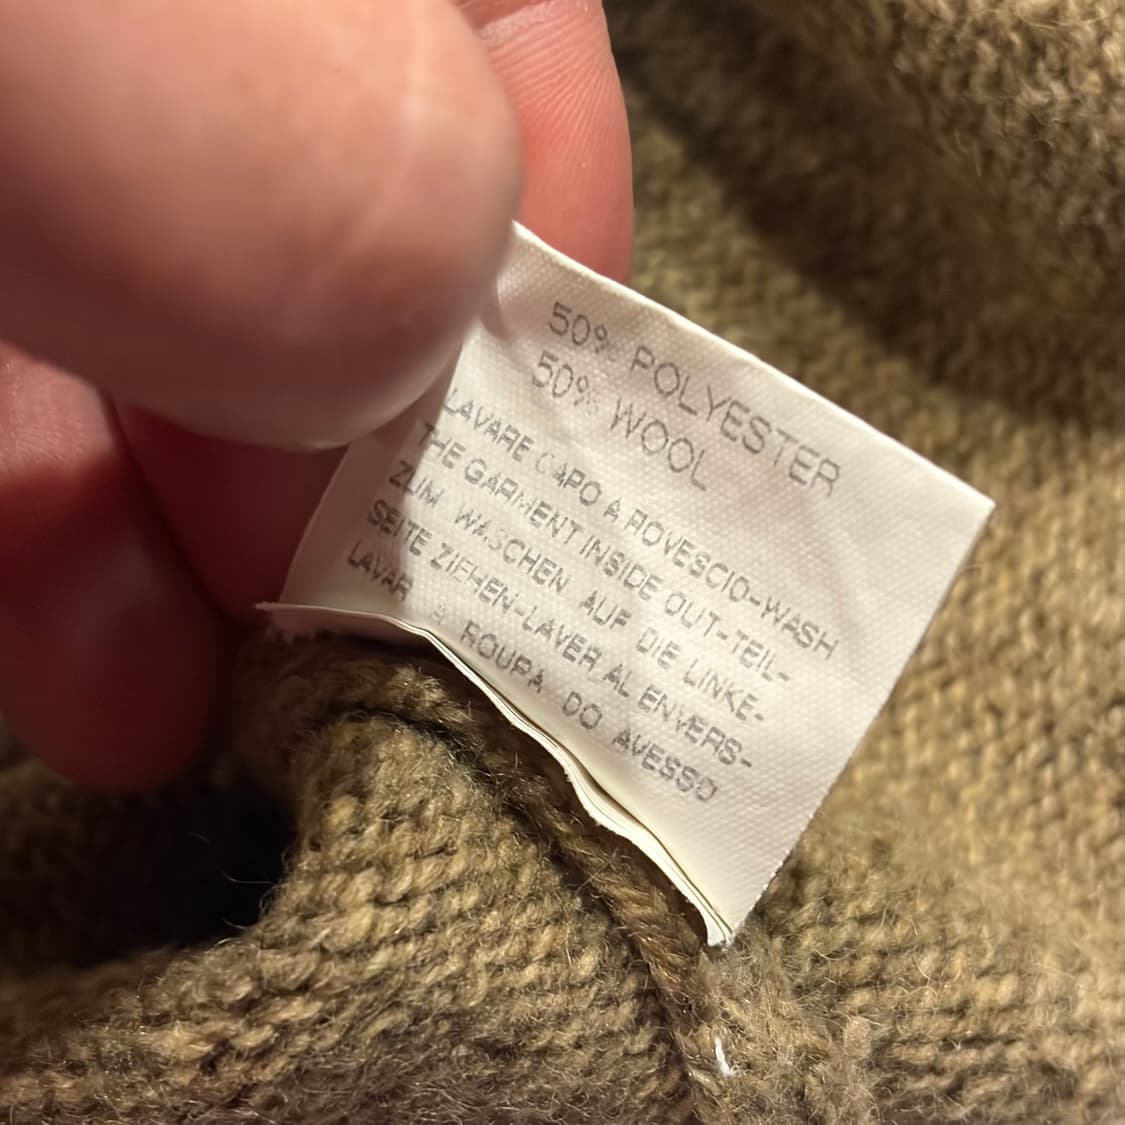 50% POLYESTER
50% WOOL
LAVARE CAPO A ROVESCIO-WASH
THE GARMENT INSIDE OUT-TEIL-
ZUM WASCHEN AUF DIE LINKE-
SEITE ZIEHEN-LAVER AL ENVERS-
LAVAR A ROUPA DO AVESSO